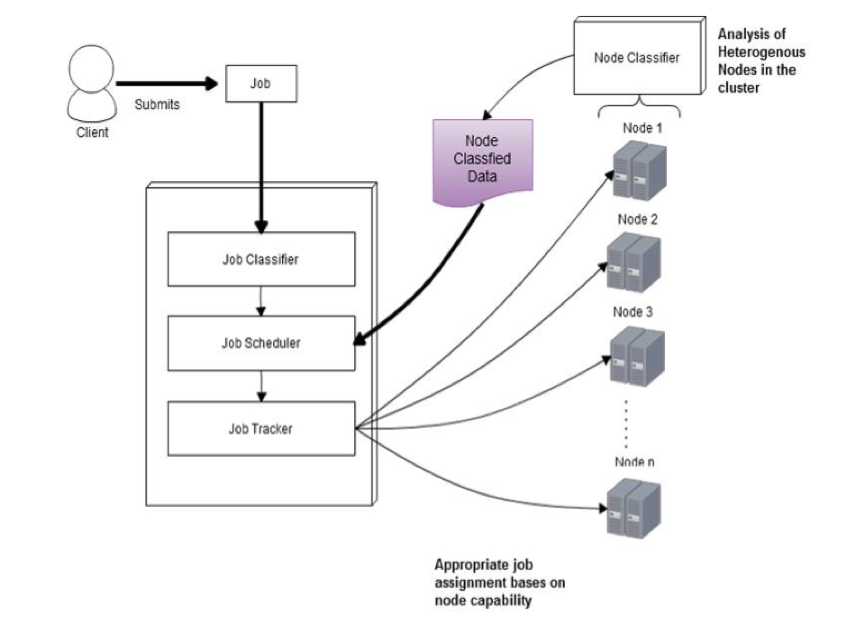 Client
Submits
Job
Node Classifier
Analysis of
Heterogenous
Nodes in the
cluster
Node
Classfied
Data
Node 1
Node 2
Node 3
Node n
Job Classifier
Job Scheduler
Job Tracker
Appropriate job
assignment bases on
node capability